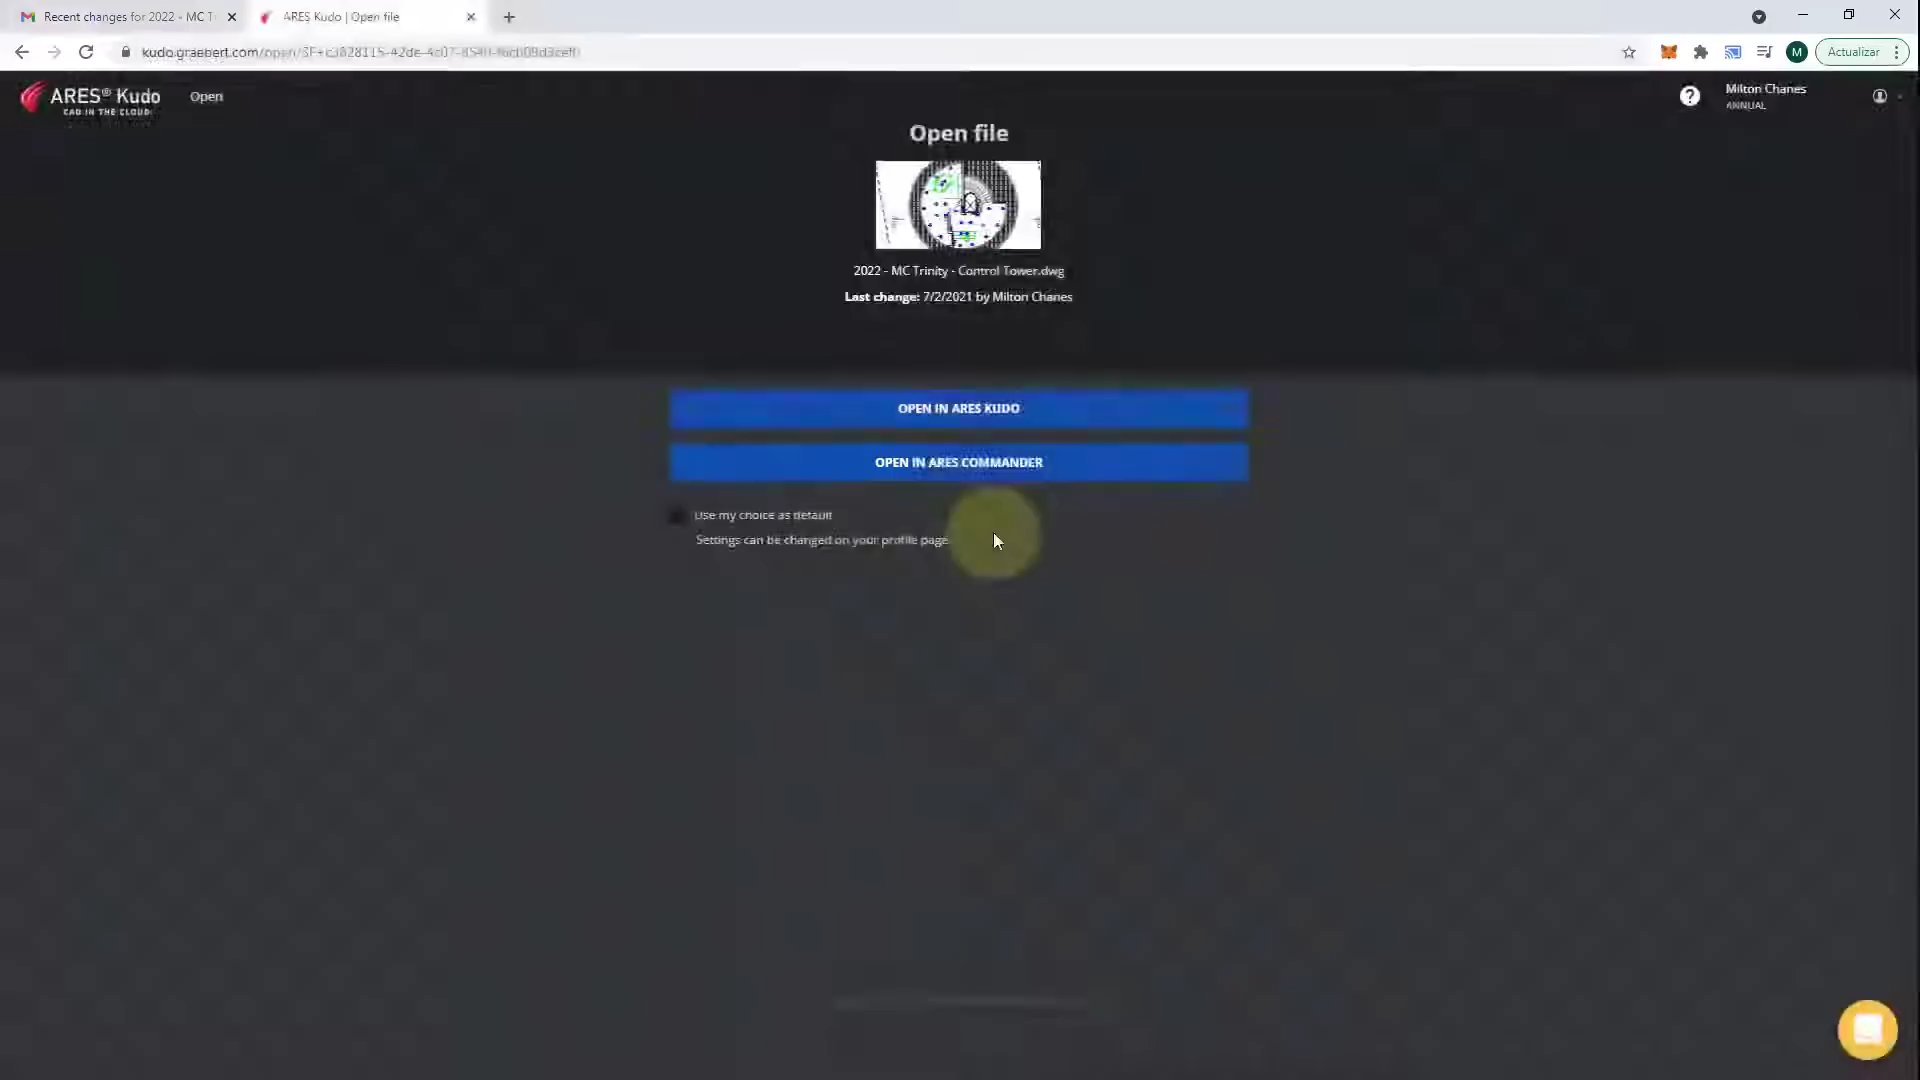 Recent changes for 2022 - MC T
ARES Kudo | Open file
kudo.graebert.com/open/
M
Actualizar
ARES® Kudo
CAD IN THE CLOUD
Open
?
Milton Chanes
ANNUAL
Open file
2022 - MC Trinity - Control Tower.dwg
Last change: 7/2/2021 by Milton Chanes
OPEN IN ARES KUDO
OPEN IN ARES COMMANDER
Use my choice as default
Settings can be changed on your profile page